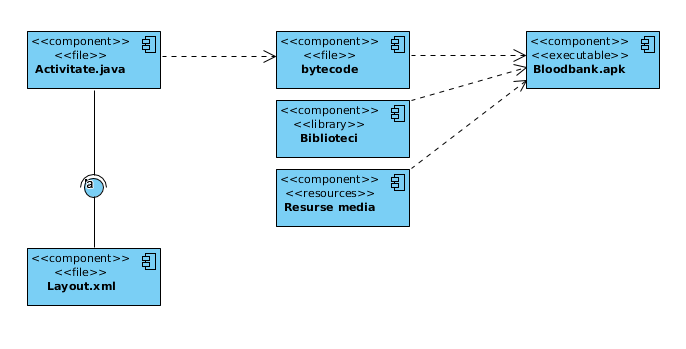 <<component>>
<<file>>
Activitate.java
<<component>>
<<file>>
bytecode
<<component>>
<<executable>>
Bloodbank.apk
<<component>>
<<library>>
Biblioteci
<<component>>
<<resources>>
Resurse media
a
<<component>>
<<file>>
Layout.xml